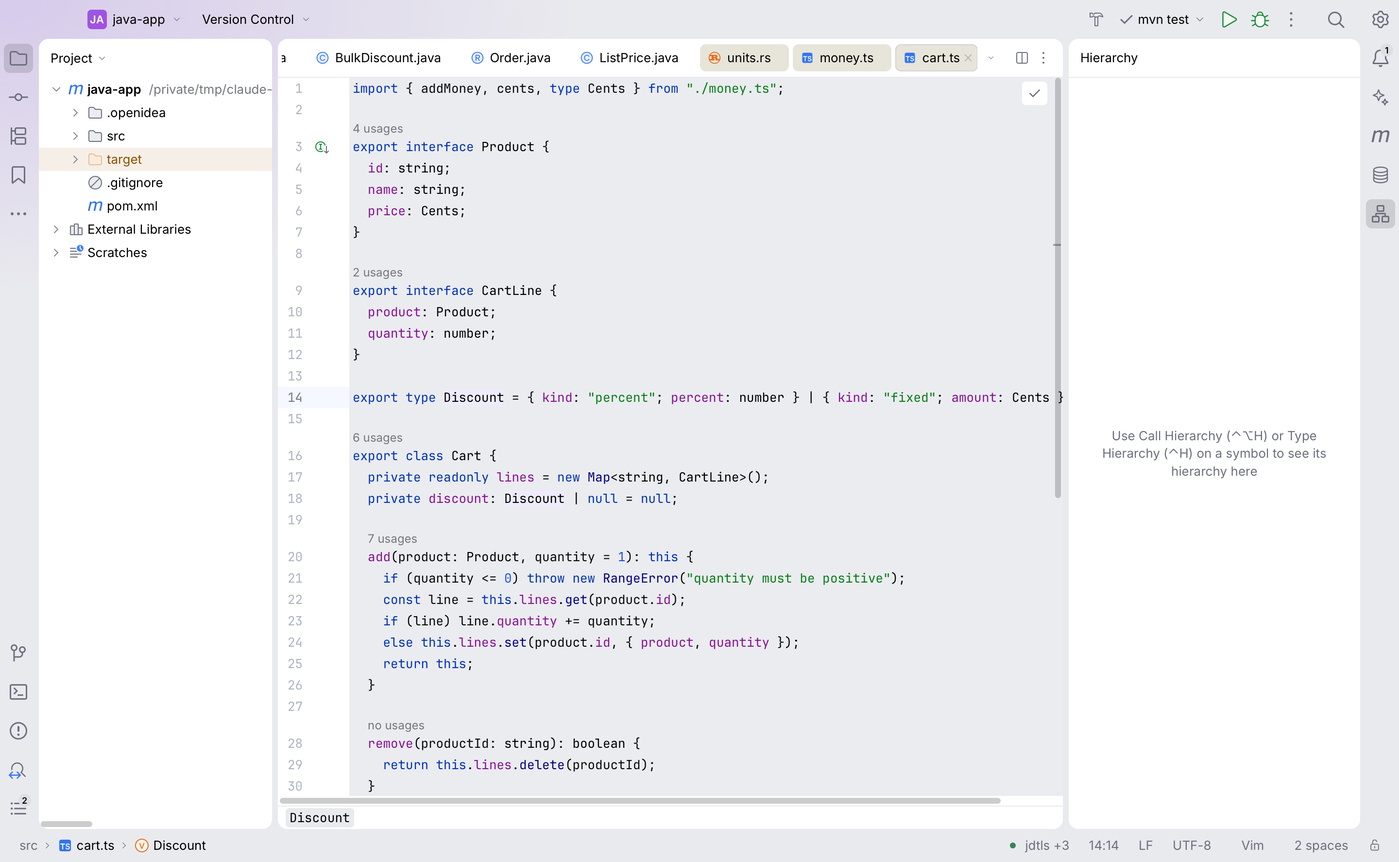 JA java-app Version Control mvn test
Project
java-app /private/tmp/claude-
.openidea
src
target
.gitignore
m pom.xml
External Libraries
Scratches
a BulkDiscount.java Order.java ListPrice.java units.rs money.ts cart.ts
1 import { addMoney, cents, type Cents } from "./money.ts";
2
4 usages
3 export interface Product {
4 id: string;
5 name: string;
6 price: Cents;
7 }
8
2 usages
9 export interface CartLine {
10 product: Product;
11 quantity: number;
12 }
13
14 export type Discount = { kind: "percent"; percent: number } | { kind: "fixed"; amount: Cents }
15
6 usages
16 export class Cart {
17 private readonly lines = new Map<string, CartLine>();
18 private discount: Discount | null = null;
19
7 usages
20 add(product: Product, quantity = 1): this {
21 if (quantity <= 0) throw new RangeError("quantity must be positive");
22 const line = this.lines.get(product.id);
23 if (line) line.quantity += quantity;
24 else this.lines.set(product.id, { product, quantity });
25 return this;
26 }
27
no usages
28 remove(productId: string): boolean {
29 return this.lines.delete(productId);
30 }
Discount
Hierarchy
Use Call Hierarchy (^⌥H) or Type
Hierarchy (^H) on a symbol to see its
hierarchy here
1
2
src > TS cart.ts > V Discount
jdtls +3 14:14 LF UTF-8 Vim 2 spaces